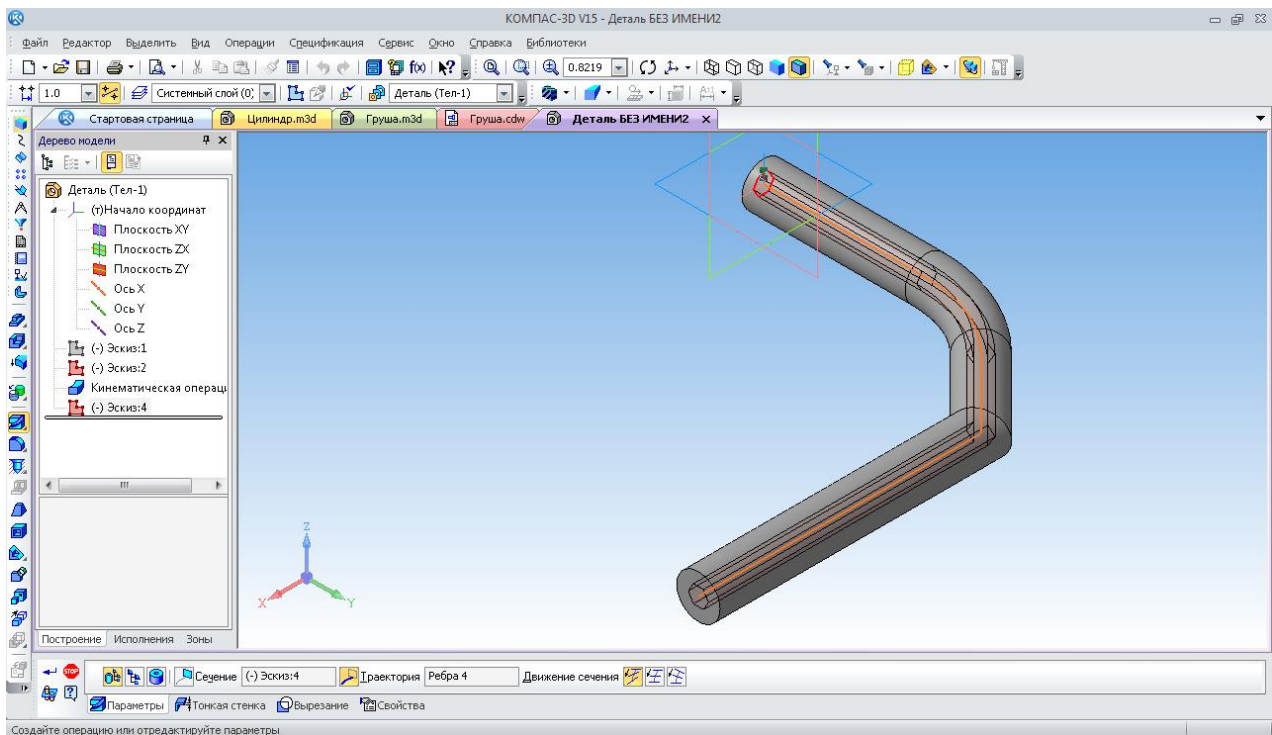 КОМПАС-3D V15 - Деталь БЕЗ ИМЕНИ2
Файл Редактор Выделить Вид Операции Спецификация Сервис Окно Справка Библиотеки
f(x) 0.8219
1.0 Системный слой (0) Деталь (Тел-1)
Стартовая страница Цилиндр.m3d Груша.m3d Груша.cdw Деталь БЕЗ ИМЕНИ2
Дерево модели
Деталь (Тел-1)
(т)Начало координат
Плоскость XY
Плоскость ZX
Плоскость ZY
Ось X
Ось Y
Ось Z
(-) Эскиз:1
(-) Эскиз:2
Кинематическая операци
(-) Эскиз:4
Z
X
Y
Построение Исполнения Зоны
STOP Сечение (-) Эскиз:4 Траектория Ребра 4 Движение сечения
Параметры Тонкая стенка Вырезание Свойства
Создайте операцию или отредактируйте параметры